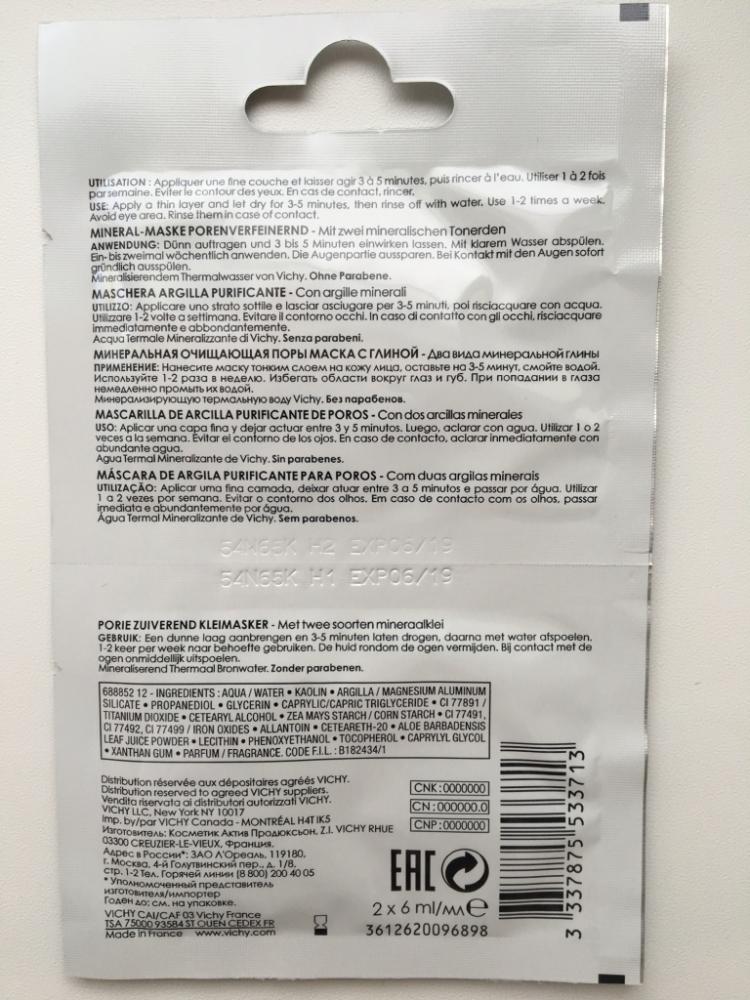 UTILISATION : Appliquer une fine couche et laisser agir 3 à 5 minutes, puis rincer à l'eau. Utiliser 1 à 2 fois
par semaine. Eviter le contour des yeux. En cas de contact, rincer.
USE: Apply a thin layer and let dry for 3-5 minutes, then rinse off with water. Use 1-2 times a week.
Avoid eye area. Rinse them in case of contact.
MINERAL-MASKE PORENVERFEINERND - Mit zwei mineralischen Tonerden
ANWENDUNG: Dünn auftragen und 3 bis 5 Minuten einwirken lassen. Mit klarem Wasser abspülen.
Ein- bis zweimal wöchentlich anwenden. Die Augenpartie aussparen. Bei Kontakt mit den Augen sofort
gründlich ausspülen.
Mineralisierendem Thermalwasser von Vichy. Ohne Parabene.
MASCHERA ARGILLA PURIFICANTE - Con argille minerali
UTILIZZO: Applicare uno strato sottile e lasciar asciugare per 3-5 minuti, poi risciacquare con acqua.
Utilizzare 1-2 volte a settimana. Evitare il contorno occhi. In caso di contatto con gli occhi, risciacquare
immediatamente e abbondantemente.
Acqua Termale Mineralizzante di Vichy. Senza parabeni.
МИНЕРАЛЬНАЯ ОЧИЩАЮЩАЯ ПОРЫ МАСКА С ГЛИНОЙ - Два вида минеральной глины
ПРИМЕНЕНИЕ: Нанесите маску тонким слоем на кожу лица, оставьте на 3-5 минут, смойте водой.
Используйте 1-2 раза в неделю. Избегать области вокруг глаз и губ. При попадании в глаза
немедленно промыть их водой.
Минерализирующую термальную воду Vichy. Без парабенов.
MASCARILLA DE ARCILLA PURIFICANTE DE POROS - Con dos arcillas minerales
USO: Aplicar una capa fina y dejar actuar entre 3 y 5 minutos. Luego, aclarar con agua. Utilizar 1 o 2
veces a la semana. Evitar el contorno de los ojos. En caso de contacto, aclarar inmediatamente con
abundante agua.
Agua Termal Mineralizante de Vichy. Sin parabenes.
MÁSCARA DE ARGILA PURIFICANTE PARA POROS - Com duas argilas minerais
UTILIZAÇÃO: Aplicar uma fina camada, deixar atuar entre 3 a 5 minutos e passar por água. Utilizar
1 a 2 vezes por semana. Evitar o contorno dos olhos. Em caso de contacto com os olhos, passar
imediata e abundantemente por água.
Água Termal Mineralizante de Vichy. Sem parabenos.
54N65K H2 EXP06/19
54N65K H1 EXP06/19
PORIE ZUIVEREND KLEIMASKER - Met twee soorten mineraalklei
GEBRUIK: Een dunne laag aanbrengen en 3-5 minuten laten drogen, daarna met water afspoelen.
1-2 keer per week naar behoefte gebruiken. De huid rondom de ogen vermijden. Bij contact met de
ogen onmiddellijk uitspoelen.
Mineraliserend Thermaal Bronwater. Zonder parabenen.
688852 12 - INGREDIENTS : AQUA / WATER • KAOLIN • ARGILLA / MAGNESIUM ALUMINUM
SILICATE • PROPANEDIOL • GLYCERIN • CAPRYLIC/CAPRIC TRIGLYCERIDE • CI 77891 /
TITANIUM DIOXIDE • CETEARYL ALCOHOL • ZEA MAYS STARCH / CORN STARCH • CI 77491,
CI 77492, CI 77499 / IRON OXIDES • ALLANTOIN • CETEARETH-20 • ALOE BARBADENSIS
LEAF JUICE POWDER • LECITHIN • PHENOXYETHANOL • TOCOPHEROL • CAPRYLYL GLYCOL
• XANTHAN GUM • PARFUM / FRAGRANCE. CODE F.I.L. : B182434/1
Distribution réservée aux dépositaires agréés VICHY.
Distribution reserved to agreed VICHY suppliers.
Vendita riservata ai distributori autorizzati VICHY.
VICHY LLC, New York NY 10017
Imp. by/par VICHY Canada - MONTRÉAL H4T 1K5
Изготовитель: Косметик Актив Продюксьон, Z.I. VICHY RHUE
03300 CREUZIER-LE-VIEUX, Франция.
Адрес в России*: ЗАО Л'Ореаль, 119180,
г. Москва, 4-й Голутвинский пер., д. 1/8,
стр. 1-2 Тел. Горячей линии (8 800) 200 40 05
* Уполномоченный представитель
изготовителя/импортер
Годен до: см. на упаковке.
VICHY CAI/CAF 03 Vichy France
TSA 75000 93584 ST OUEN CEDEX FR
Made in France www.vichy.com
CNK : 0000000
CN : 000000.0
CNP : 0000000
EAC
2 x 6 ml/мл ℮
3612620096898
3 337875 533713